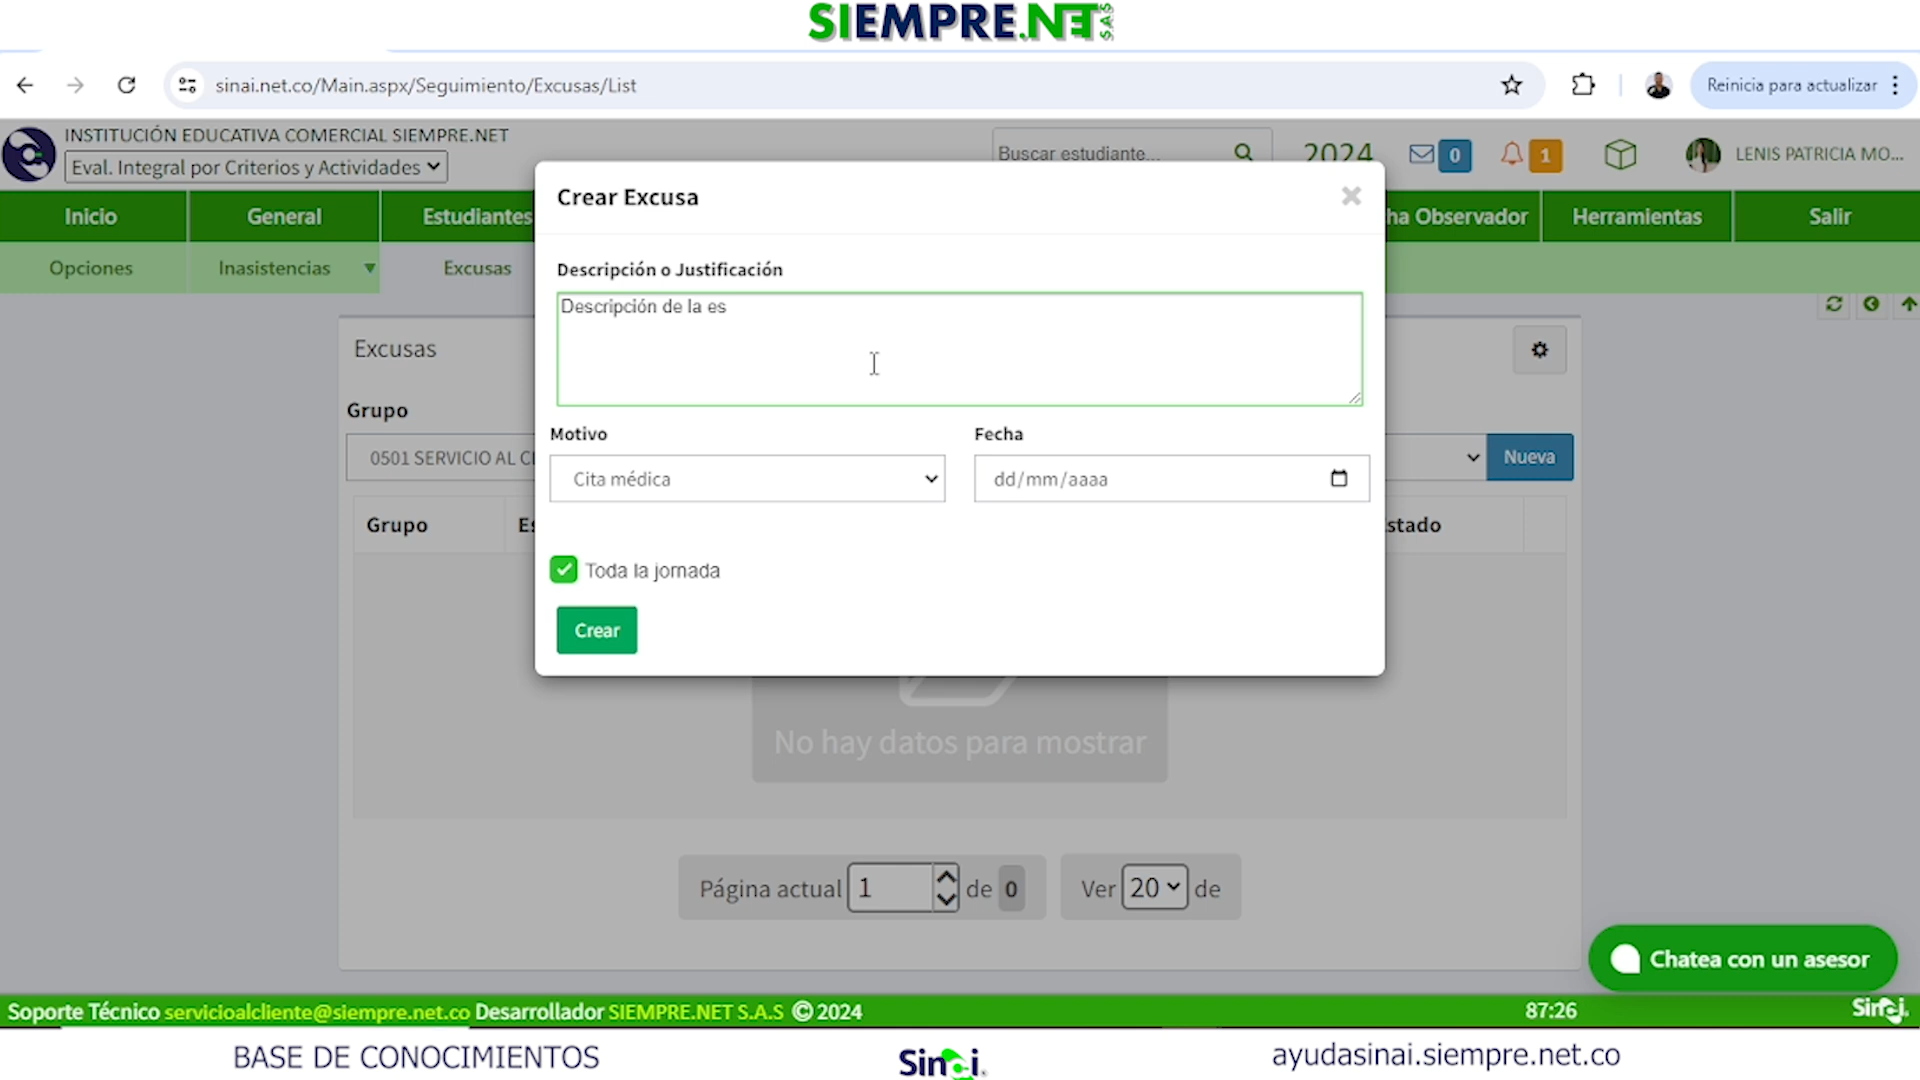 SIEMPRE.NET S.A.S
sinai.net.co/Main.aspx/Seguimiento/Excusas/List
Reinicia para actualizar
INSTITUCIÓN EDUCATIVA COMERCIAL SIEMPRE.NET
Eval. Integral por Criterios y Actividades
Buscar estudiante...
2024
0
1
LENIS PATRICIA MO...
Inicio
General
Estudiantes
ha Observador
Herramientas
Salir
Opciones
Inasistencias
Excusas
Crear Excusa
Descripción o Justificación
Descripción de la es
Excusas
Grupo
Motivo
Fecha
0501 SERVICIO AL
Cita médica
dd/mm/aaaa
Nueva
Grupo
Es
stado
Toda la jornada
Crear
No hay datos para mostrar
Página actual 1 de 0
Ver 20 de
Chatea con un asesor
Soporte Técnico servicioalcliente@siempre.net.co Desarrollador SIEMPRE.NET S.A.S © 2024
87:26
Sinai.
BASE DE CONOCIMIENTOS
Sinai.
ayudasinai.siempre.net.co